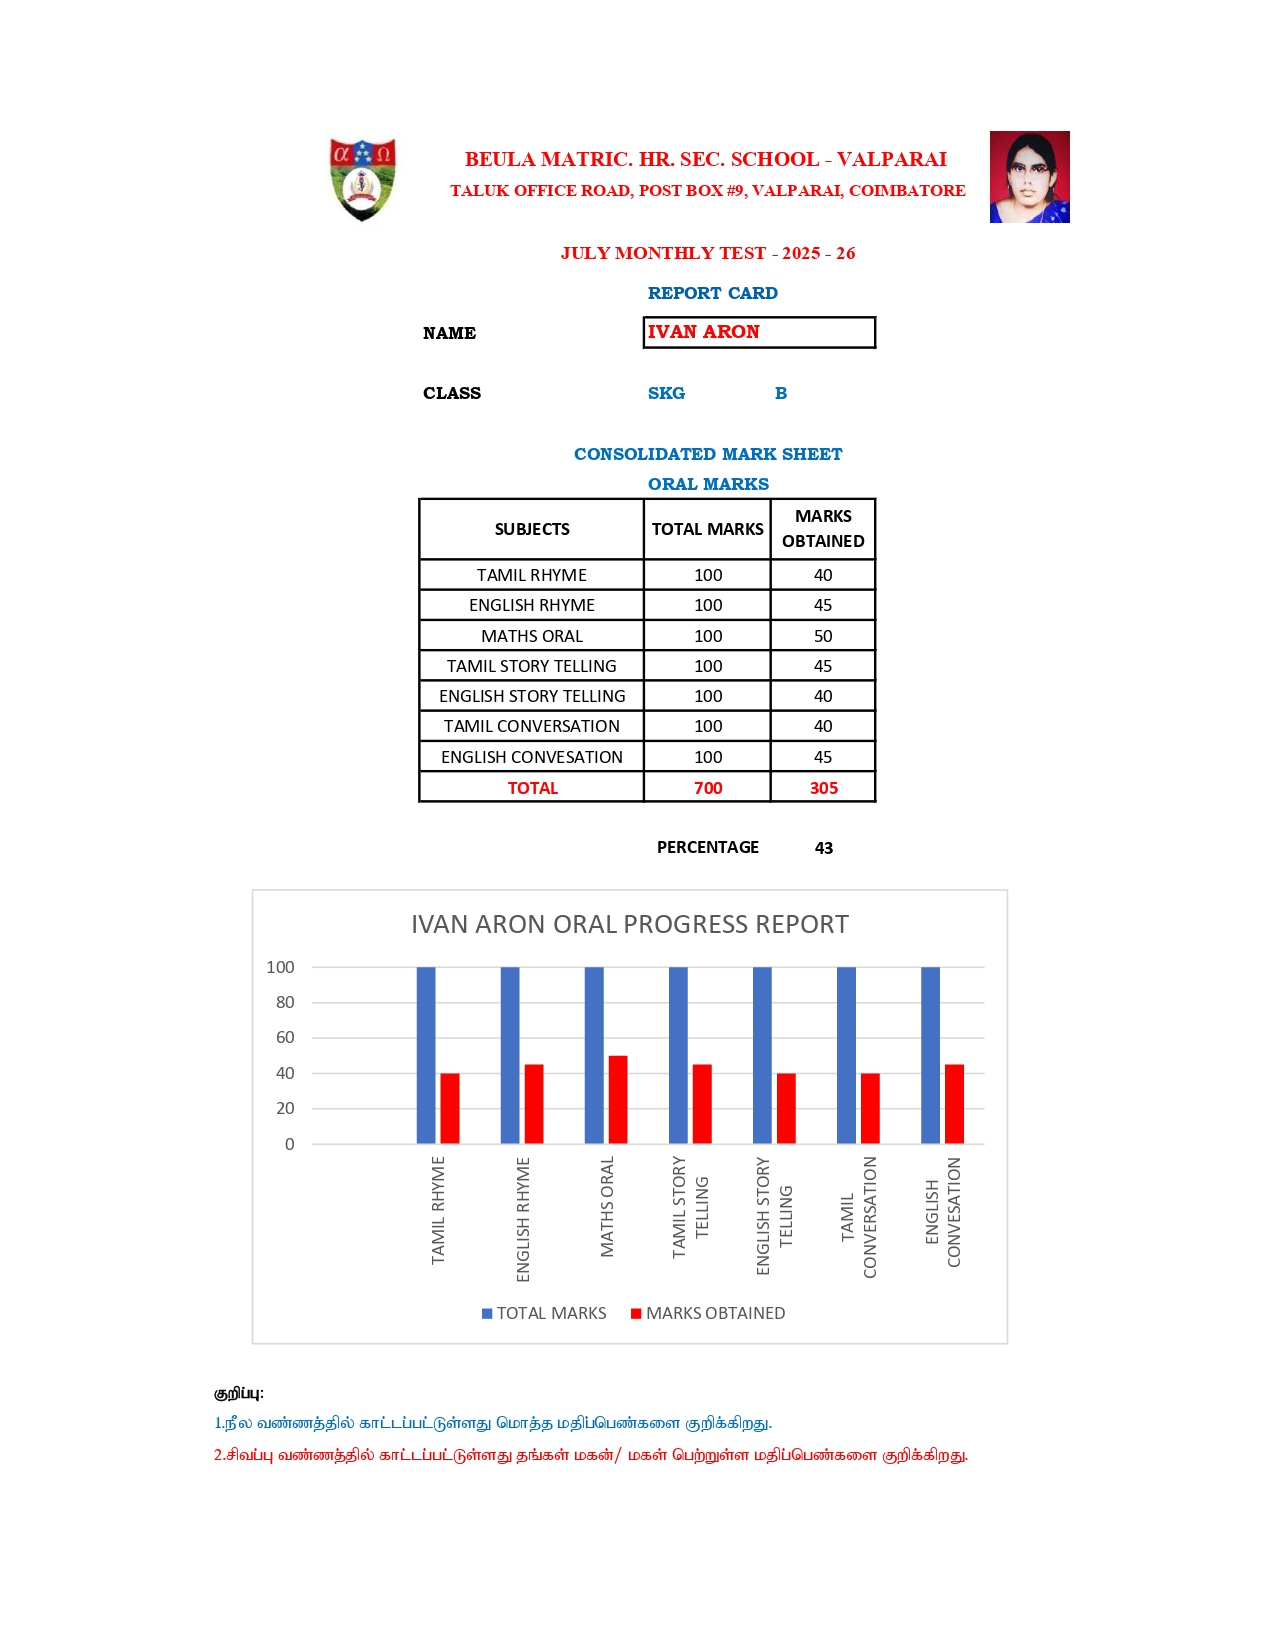 α Ω
BEULA MATRIC. HR. SEC. SCHOOL - VALPARAI
TALUK OFFICE ROAD, POST BOX #9, VALPARAI, COIMBATORE
JULY MONTHLY TEST - 2025 - 26
REPORT CARD
NAME IVAN ARON
CLASS SKG B
CONSOLIDATED MARK SHEET
ORAL MARKS
SUBJECTS TOTAL MARKS MARKS OBTAINED
TAMIL RHYME 100 40
ENGLISH RHYME 100 45
MATHS ORAL 100 50
TAMIL STORY TELLING 100 45
ENGLISH STORY TELLING 100 40
TAMIL CONVERSATION 100 40
ENGLISH CONVESATION 100 45
TOTAL 700 305
PERCENTAGE 43
IVAN ARON ORAL PROGRESS REPORT
100
80
60
40
20
0
TAMIL RHYME
ENGLISH RHYME
MATHS ORAL
TAMIL STORY TELLING
ENGLISH STORY TELLING
TAMIL CONVERSATION
ENGLISH CONVESATION
TOTAL MARKS MARKS OBTAINED
குறிப்பு:
1.நீல வண்ணத்தில் காட்டப்பட்டுள்ளது மொத்த மதிப்பெண்களை குறிக்கிறது.
2.சிவப்பு வண்ணத்தில் காட்டப்பட்டுள்ளது தங்கள் மகன்/ மகள் பெற்றுள்ள மதிப்பெண்களை குறிக்கிறது.